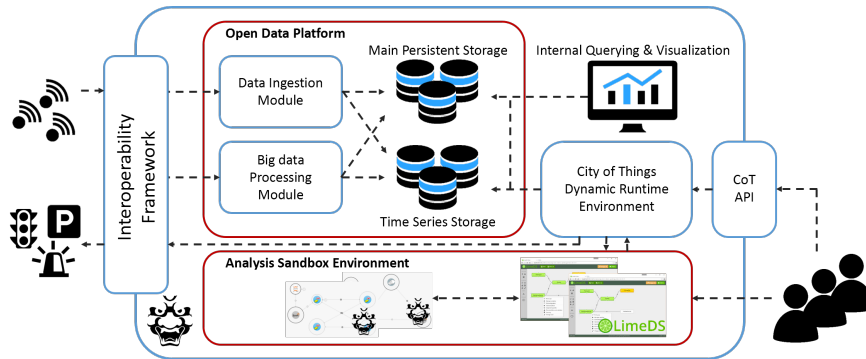 Open Data Platform
Main Persistent Storage
Internal Querying & Visualization
Data Ingestion
Module
Interoperability
Framework
Big data
Processing
Module
City of Things
Dynamic Runtime
Environment
CoT
API
P
Time Series Storage
Analysis Sandbox Environment
LimeDS